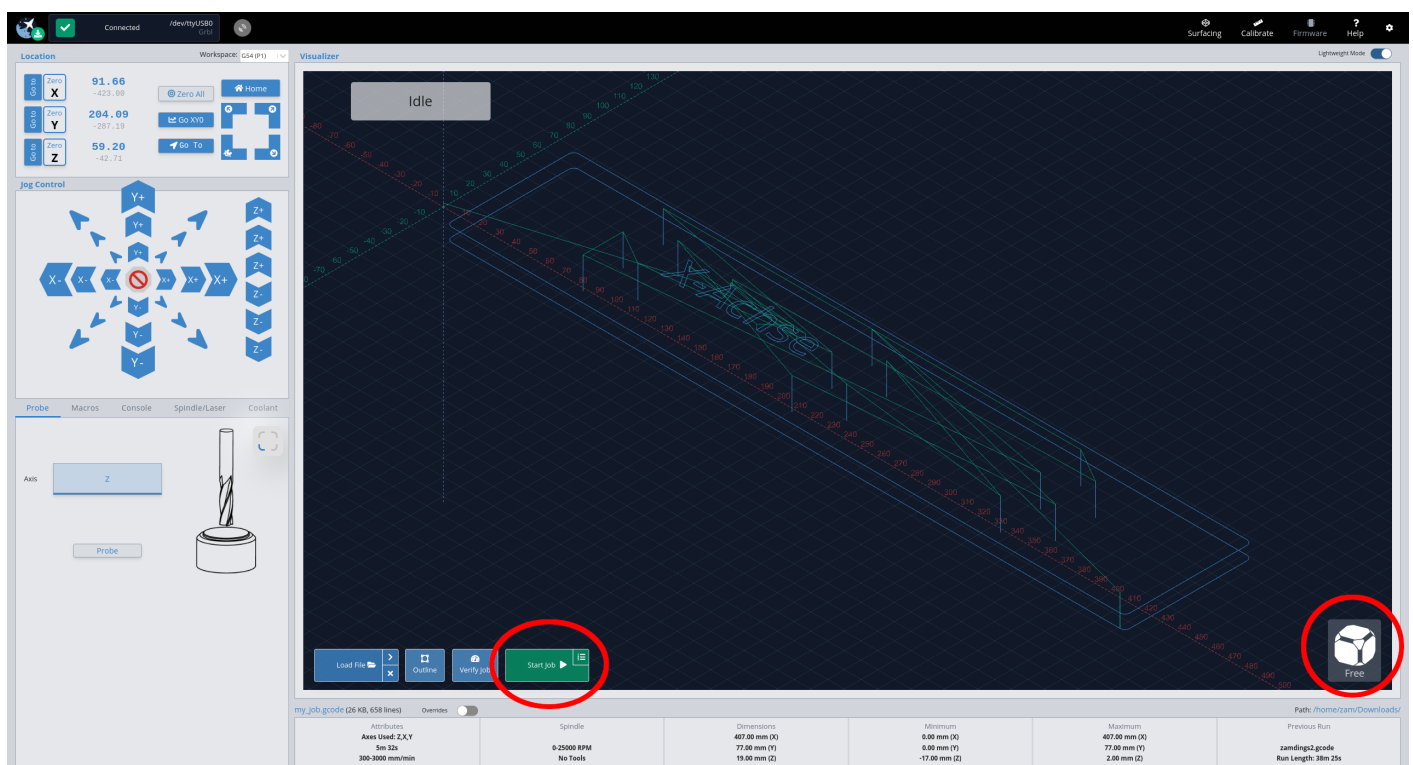 Connected
/dev/ttyUSB0
Grbl
Surfacing
Calibrate
Firmware
? Help
Location
Workspace: G54 (P1)
Go to
Zero
X
91.66
-423.00
Go to
Zero
Y
204.09
-287.19
Go to
Zero
Z
59.20
-42.71
Zero All
Go XY0
Go To
Home
Jog Control
Y+
Y+
Y+
X-
X-
X-
X+
X+
X+
Y-
Y-
Y-
Z+
Z+
Z+
Z-
Z-
Z-
Probe Macros Console Spindle/Laser Coolant
Axis
Z
Probe
Visualizer
Lightweight Mode
Idle
X-Achse
Load File
Outline
Verify Job
Start Job
Free
my_job.gcode (26 KB, 658 lines)
Overrides
Path: /home/zam/Downloads/
Attributes
Axes Used: Z,X,Y
5m 32s
300-3000 mm/min
Spindle
0-25000 RPM
No Tools
Dimensions
407.00 mm (X)
77.00 mm (Y)
19.00 mm (Z)
Minimum
0.00 mm (X)
0.00 mm (Y)
-17.00 mm (Z)
Maximum
407.00 mm (X)
77.00 mm (Y)
2.00 mm (Z)
Previous Run
zamdings2.gcode
Run Length: 38m 25s